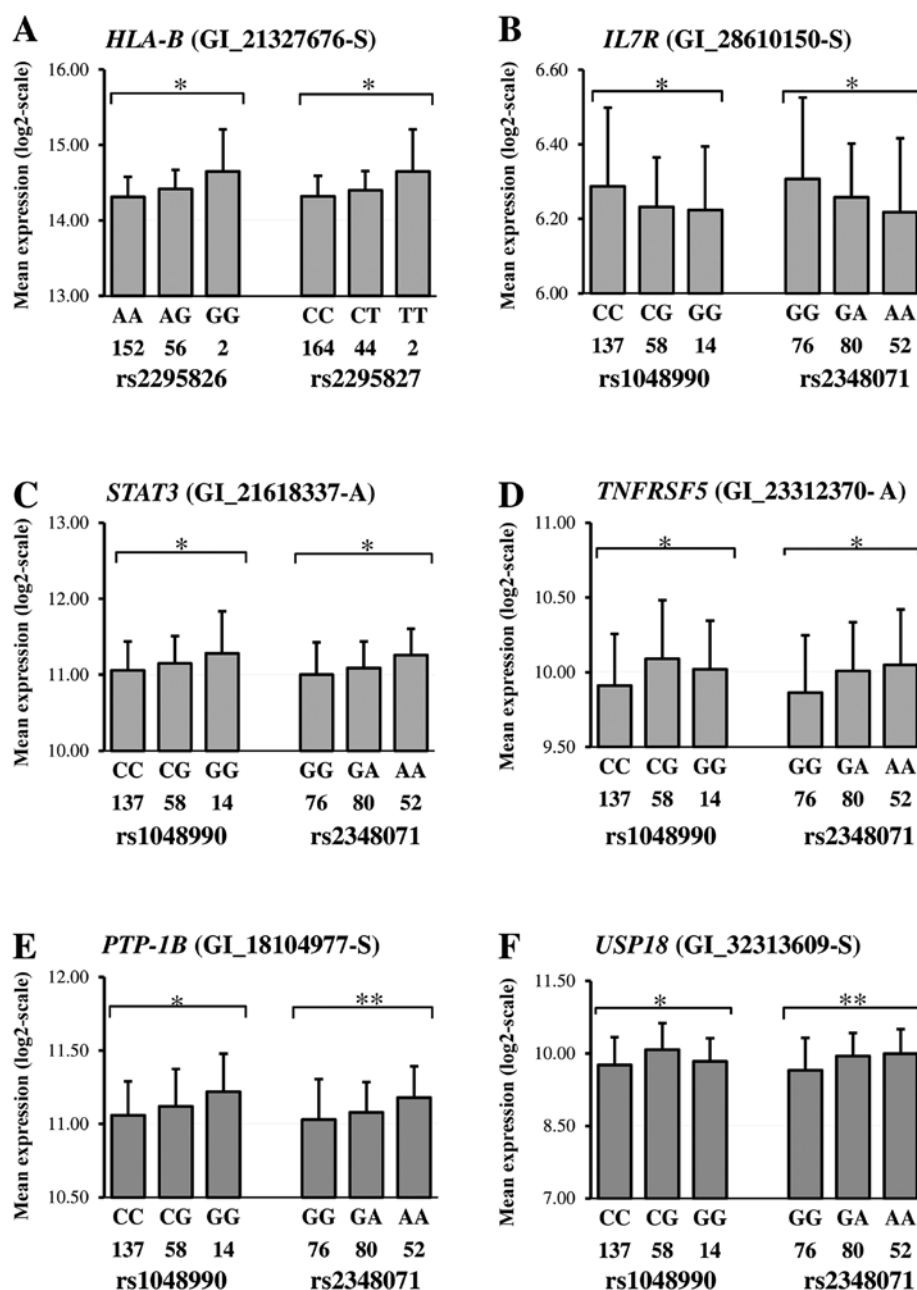 A
HLA-B (GI_21327676-S)
Mean expression (log2-scale)
16.00
15.00
14.00
13.00
* *
AA AG GG CC CT TT
152 56 2 164 44 2
rs2295826 rs2295827
B
IL7R (GI_28610150-S)
Mean expression (log2-scale)
6.60
6.40
6.20
6.00
* *
CC CG GG GG GA AA
137 58 14 76 80 52
rs1048990 rs2348071
C
STAT3 (GI_21618337-A)
Mean expression (log2-scale)
13.00
12.00
11.00
10.00
* *
CC CG GG GG GA AA
137 58 14 76 80 52
rs1048990 rs2348071
D
TNFRSF5 (GI_23312370- A)
Mean expression (log2-scale)
11.00
10.50
10.00
9.50
* *
CC CG GG GG GA AA
137 58 14 76 80 52
rs1048990 rs2348071
E
PTP-1B (GI_18104977-S)
Mean expression (log2-scale)
12.00
11.50
11.00
10.50
* **
CC CG GG GG GA AA
137 58 14 76 80 52
rs1048990 rs2348071
F
USP18 (GI_32313609-S)
Mean expression (log2-scale)
11.50
10.00
8.50
7.00
* **
CC CG GG GG GA AA
137 58 14 76 80 52
rs1048990 rs2348071